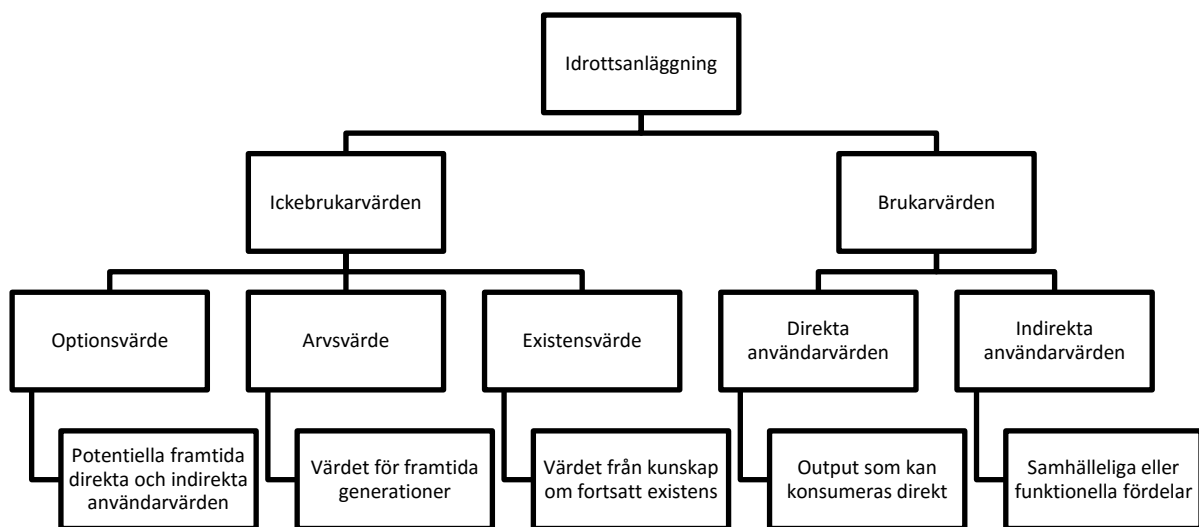 Idrottsanläggning
Ickebrukarvärden
Brukarvärden
Optionsvärde
Arvsvärde
Existensvärde
Direkta
användarvärden
Indirekta
användarvärden
Potentiella framtida
direkta och indirekta
användarvärden
Värdet för framtida
generationer
Värdet från kunskap
om fortsatt existens
Output som kan
konsumeras direkt
Samhälleliga eller
funktionella fördelar